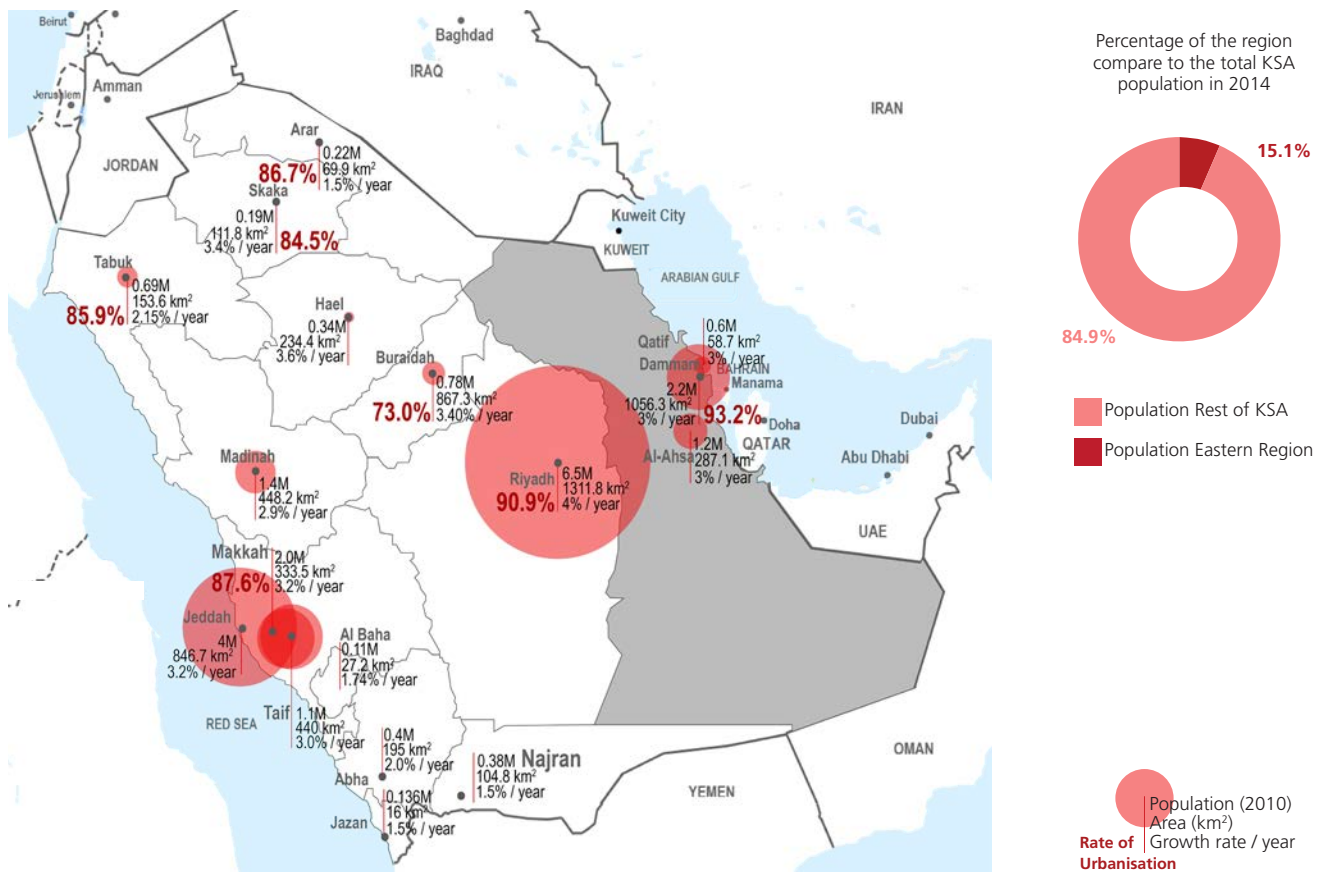 Beirut
Baghdad
IRAQ
Amman
Jerusalem
IRAN
JORDAN
Arar
0.22M
69.9 km²
1.5% / year
86.7%
Skaka
0.19M
111.8 km²
3.4% / year
84.5%
Kuweit City
KUWEIT
ARABIAN GULF
Tabuk
0.69M
153.6 km²
2.15% / year
85.9%
Hael
0.34M
234.4 km²
3.6% / year
Buraidah
0.78M
867.3 km²
3.40% / year
73.0%
Qatif
0.6M
58.7 km²
3% / year
Dammam
BAHRAIN
Manama
2.2M
1056.3 km²
3% / year
93.2%
Doha
QATAR
Dubai
Abu Dhabi
Al-Ahsa
1.2M
287.1 km²
3% / year
UAE
Madinah
1.4M
448.2 km²
2.9% / year
Riyadh
6.5M
1311.8 km²
4% / year
90.9%
Makkah
2.0M
333.5 km²
3.2% / year
87.6%
Jeddah
4M
846.7 km²
3.2% / year
Al Baha
0.11M
27.2 km²
1.74% / year
Taif
1.1M
440 km²
3.0% / year
RED SEA
0.4M
195 km²
2.0% / year
Abha
0.136M
16 km²
1.5% / year
Jazan
Najran
0.38M
104.8 km²
1.5% / year
YEMEN
OMAN
Percentage of the region
compare to the total KSA
population in 2014
15.1%
84.9%
Population Rest of KSA
Population Eastern Region
Population (2010)
Area (km²)
Growth rate / year
Rate of
Urbanisation